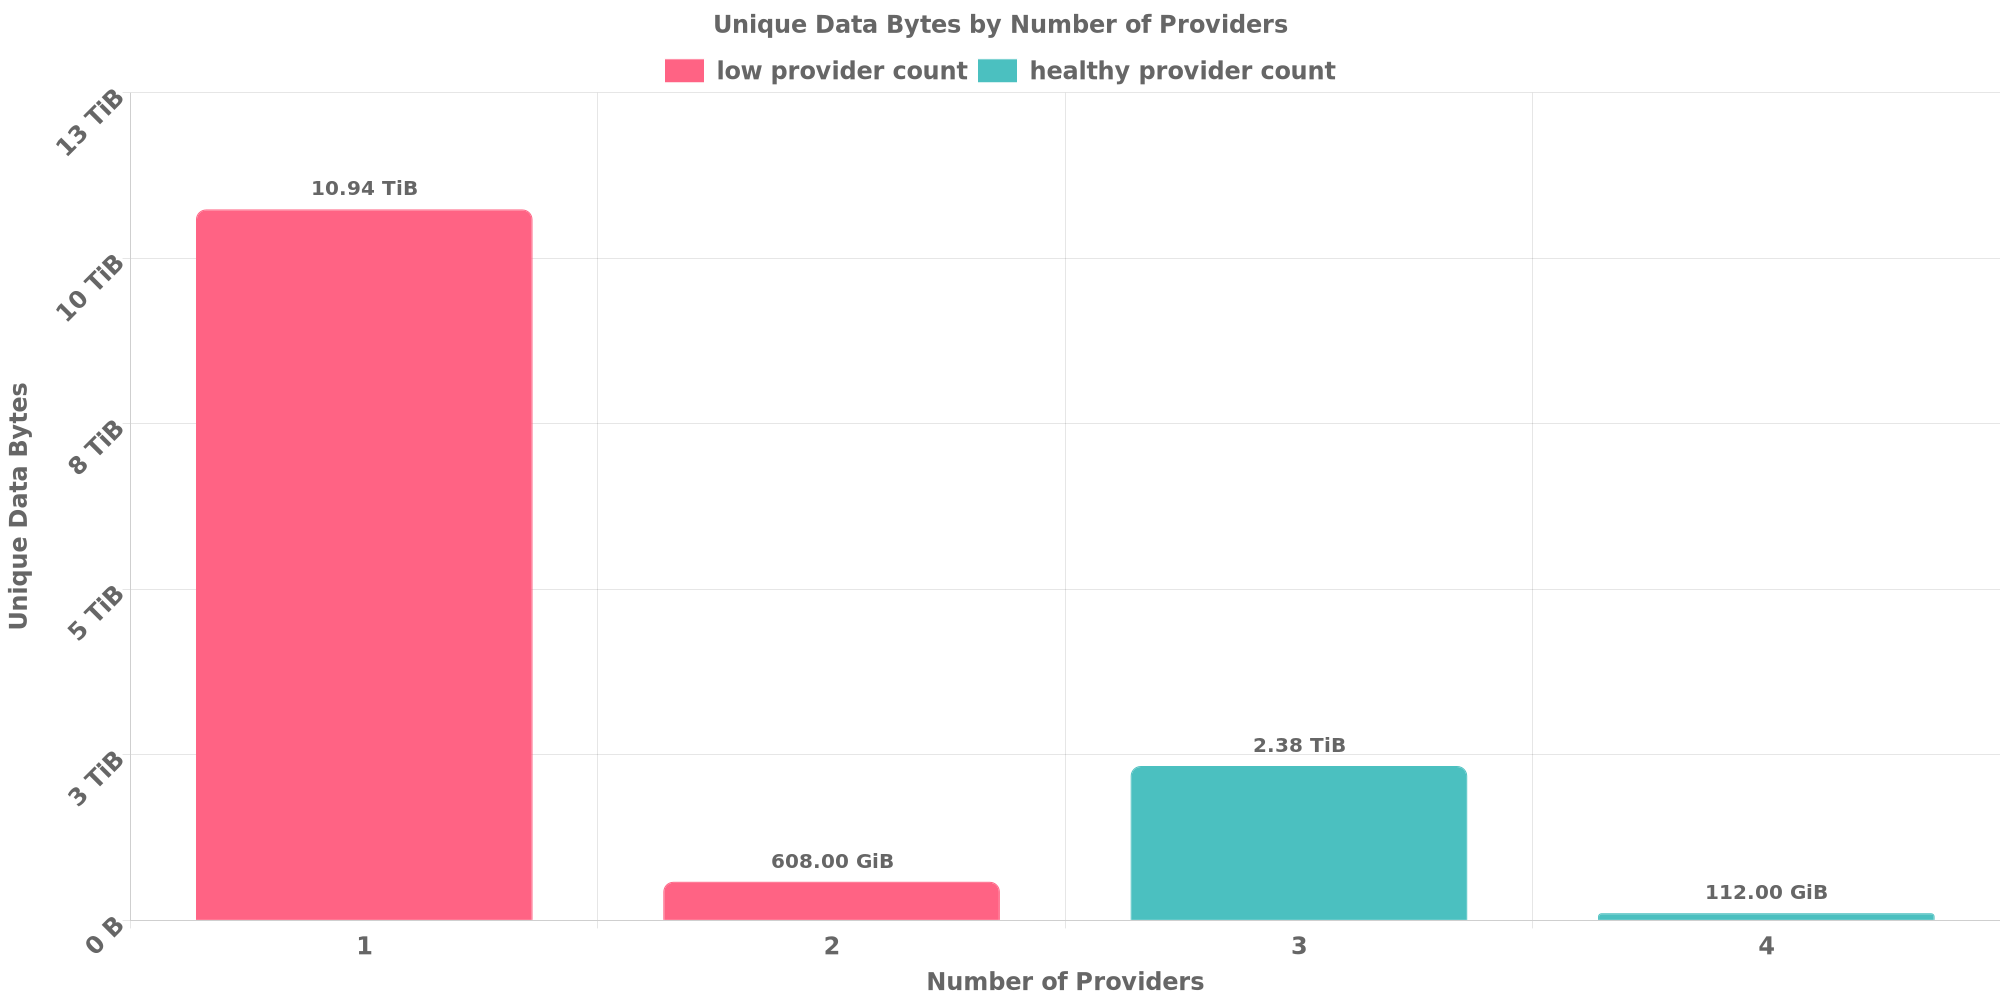 Unique Data Bytes by Number of Providers
low provider count healthy provider count
13 TiB
10 TiB
8 TiB
5 TiB
3 TiB
0 B
Unique Data Bytes
10.94 TiB
608.00 GiB
2.38 TiB
112.00 GiB
1 2 3 4
Number of Providers